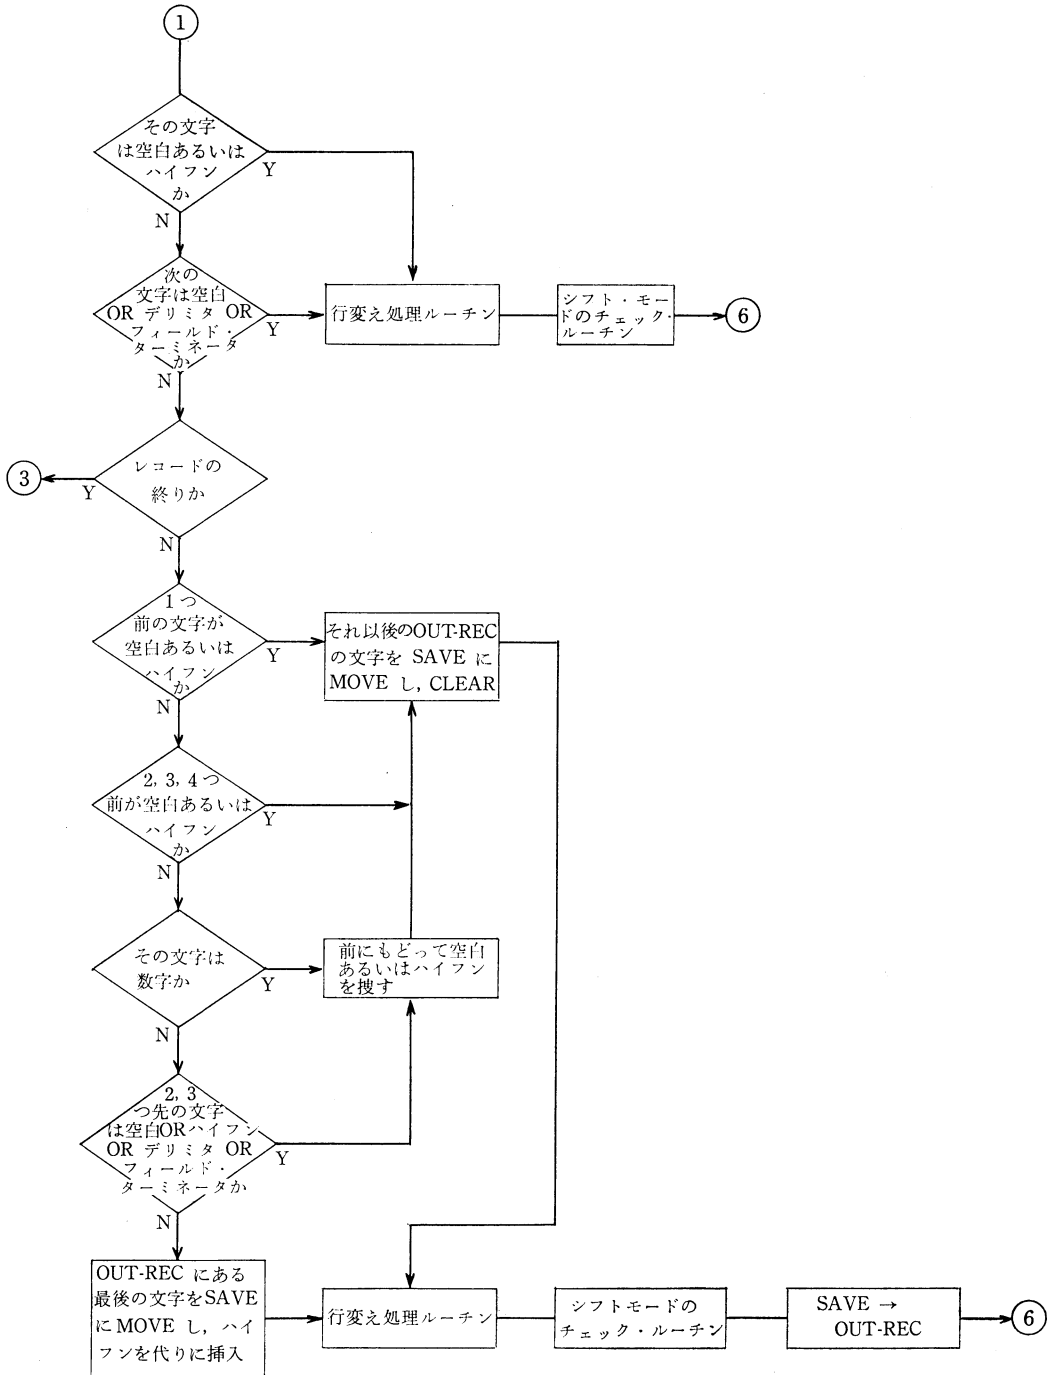 1
その文字
は空白あるいは
ハイフン
か
Y
N
次の
文字は空白
OR デリミタ OR
フィールド・
ターミネータ
か
Y
N
行変え処理ルーチン
シフト・モー
ドのチェック・
ルーチン
6
レコードの
終りか
Y
3
N
1つ
前の文字が
空白あるいは
ハイフン
か
Y
N
それ以後のOUT-REC
の文字を SAVE に
MOVE し, CLEAR
2, 3, 4つ
前が空白あるいは
ハイフン
か
Y
N
その文字は
数字か
Y
N
前にもどって空白
あるいはハイフン
を捜す
2, 3
つ先の文字
は空白ORハイフン
OR デリミタ OR
フィールド・
ターミネータか
Y
N
OUT-REC にある
最後の文字をSAVE
にMOVE し, ハイ
フンを代りに挿入
行変え処理ルーチン
シフトモードの
チェック・ルーチン
SAVE →
OUT-REC
6